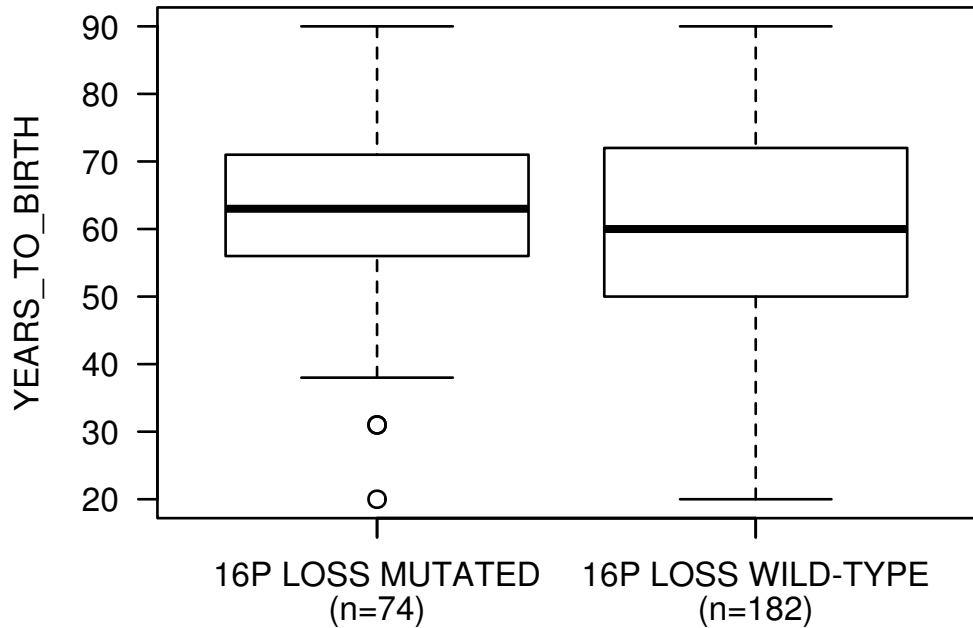 YEARS_TO_BIRTH
90
80
70
60
50
40
30
20
16P LOSS MUTATED
(n=74)
16P LOSS WILD-TYPE
(n=182)